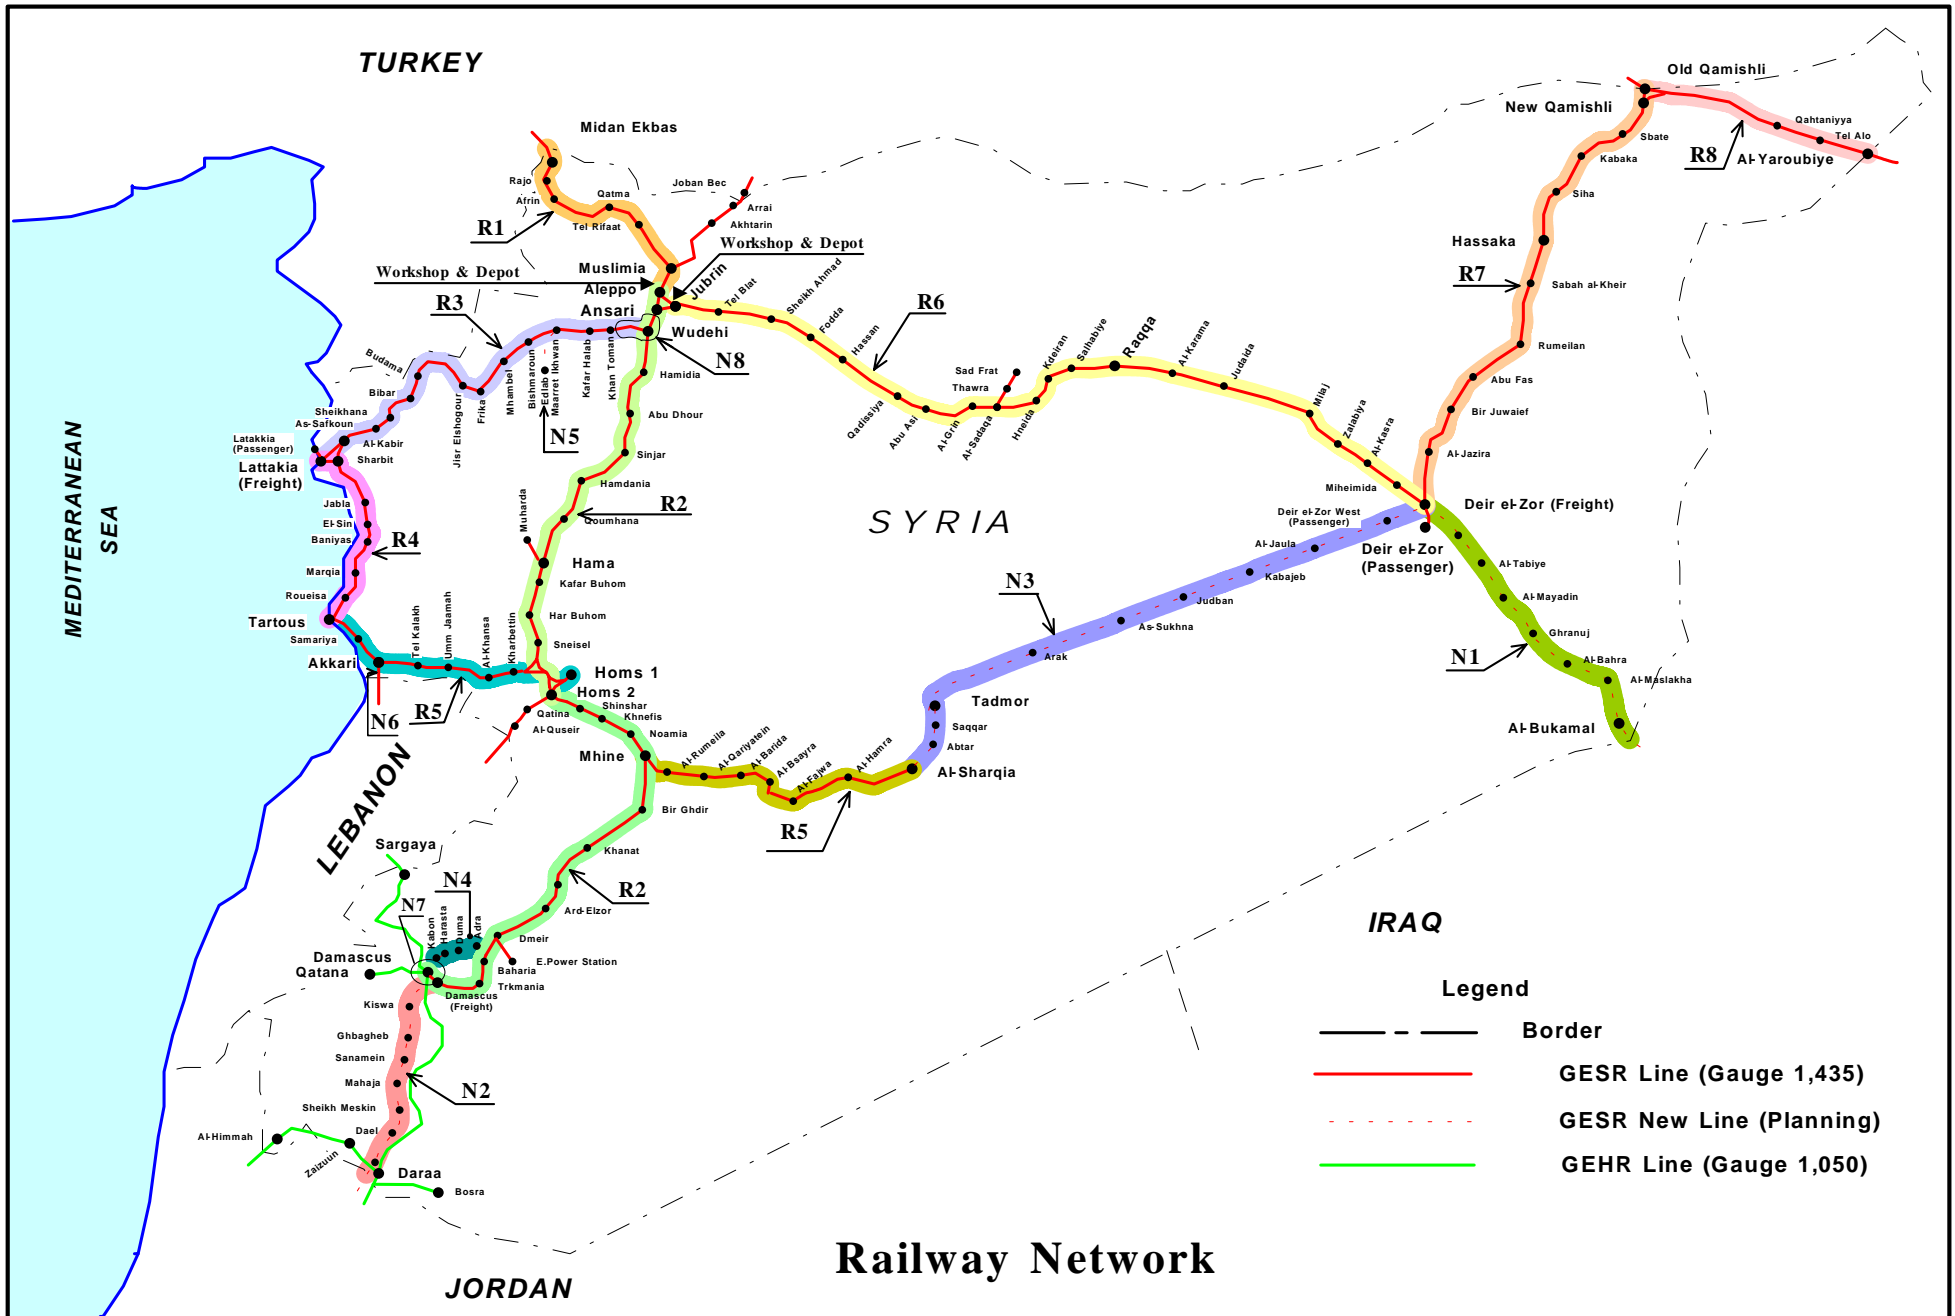 TURKEY
Midan Ekbas
Rajo
Afrin
Qatma
Tel Rifaat
R1
Joban Bec
Arrai
Akhtarin
Workshop & Depot
Workshop & Depot
Muslimia
Aleppo
Jubrin
Ansari
Wudehi
N8
R3
Tel Blat
Sheikh Ahmad
Fodda
Hassan
R6
Qadissiya
Abu Asi
Al-Grin
Al-Sadaqa
Sad Frat
Thawra
Hneida
Kdeiran
Salhabiye
Raqqa
Al-Karama
Judaida
Milaj
Zalabiya
Al-Kasra
Miheimida
Old Qamishli
New Qamishli
Sbate
Kabaka
Siha
Qahtaniyya
Tel Alo
R8
Al-Yaroubiye
Hassaka
R7
Sabah al-Kheir
Rumeilan
Abu Fas
Bir Juwaief
Al-Jazira
Deir el-Zor (Freight)
Deir el-Zor West
(Passenger)
Deir el-Zor
(Passenger)
Budama
Bibar
Sheikhana
As-Safkoun
Al-Kabir
Latakkia
(Passenger)
Sharbit
Lattakia
(Freight)
Jisr Elshogour
Frika
Mhambel
Bishmaroun
Edlab
Maarret Ikhwan
Kafar Halab
Khan Toman
N5
Hamidia
Abu Dhour
Sinjar
Hamdania
Qoumhana
R2
Muharda
Hama
Kafar Buhom
Har Buhom
Sneisel
SYRIA
MEDITERRANEAN
SEA
Jabla
El-Sin
Baniyas
R4
Marqia
Roueisa
Tartous
Samariya
Akkari
Tel Kalakh
Umm Jaamah
Al-Khansa
Kharbettin
N6
R5
Homs 1
Homs 2
Qatina
Al-Quseir
Shinshar
Khnefis
Noamia
Mhine
Al-Rumeila
Al-Qariyatein
Al-Barida
Al-Bsayra
Al-Fajwa
Al-Hamra
R5
Al-Sharqia
Abtar
Saqqar
Tadmor
Arak
As-Sukhna
Judban
Kabajeb
Al-Jaula
N3
Al-Tabiye
Al-Mayadin
Ghranuj
N1
Al-Bahra
Al-Maslakha
Al-Bukamal
Bir Ghdir
Khanat
R2
Ard-Elzor
Dmeir
E.Power Station
Baharia
Trkmania
LEBANON
Sargaya
N4
N7
Kabon
Harasta
Duma
Adra
Damascus
Qatana
Damascus
(Freight)
Kiswa
Ghbagheb
Sanamein
Mahaja
N2
Sheikh Meskin
Dael
Al-Himmah
Zaizuun
Daraa
Bosra
JORDAN
IRAQ
Legend
Border
GESR Line (Gauge 1,435)
GESR New Line (Planning)
GEHR Line (Gauge 1,050)
Railway Network